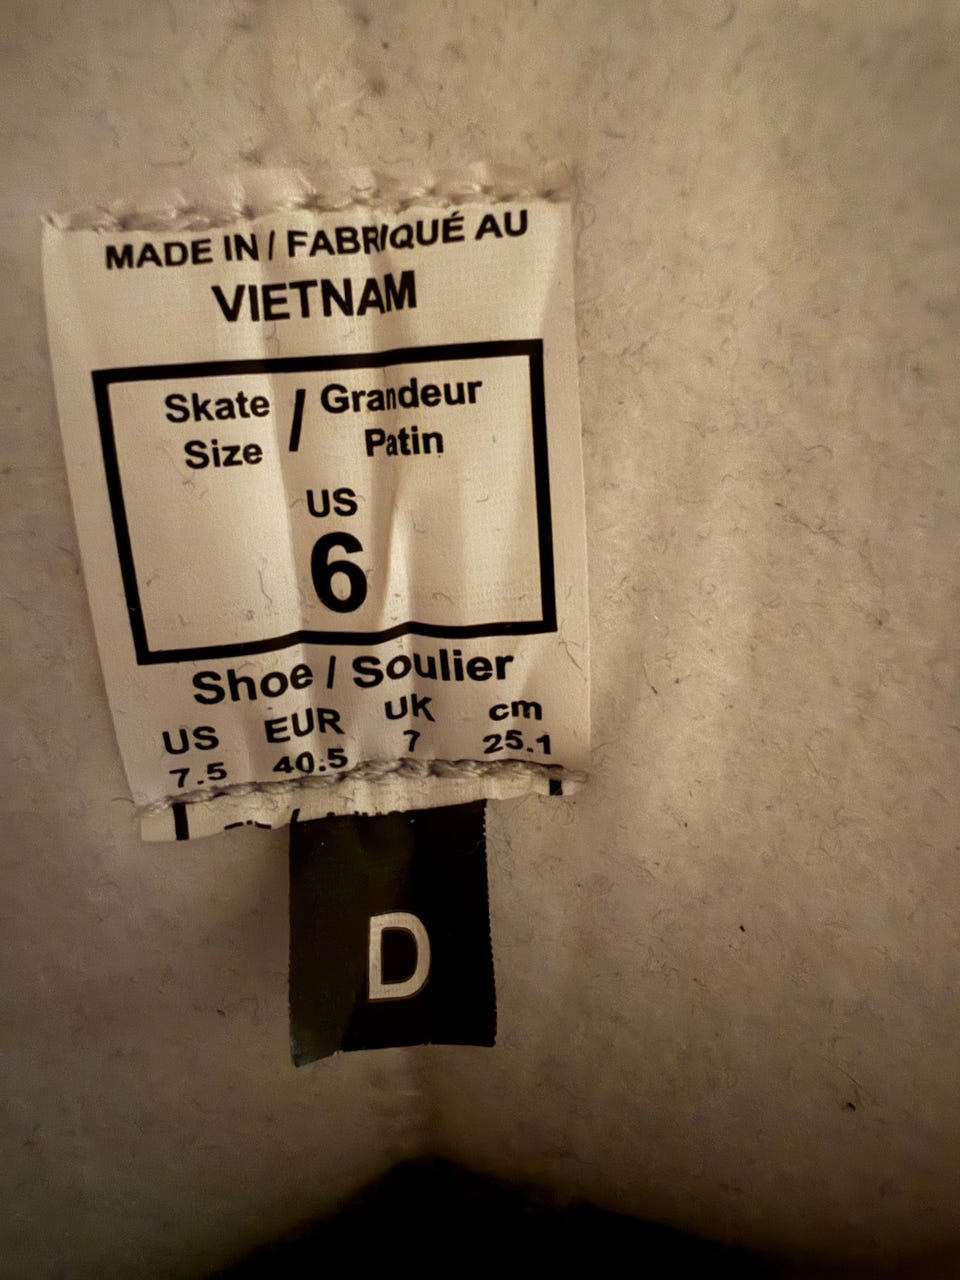 MADE IN / FABRIQUÉ AU
VIETNAM
Skate Size / Grandeur Patin
US
6
Shoe / Soulier
US EUR UK cm
7.5 40.5 7 25.1
D